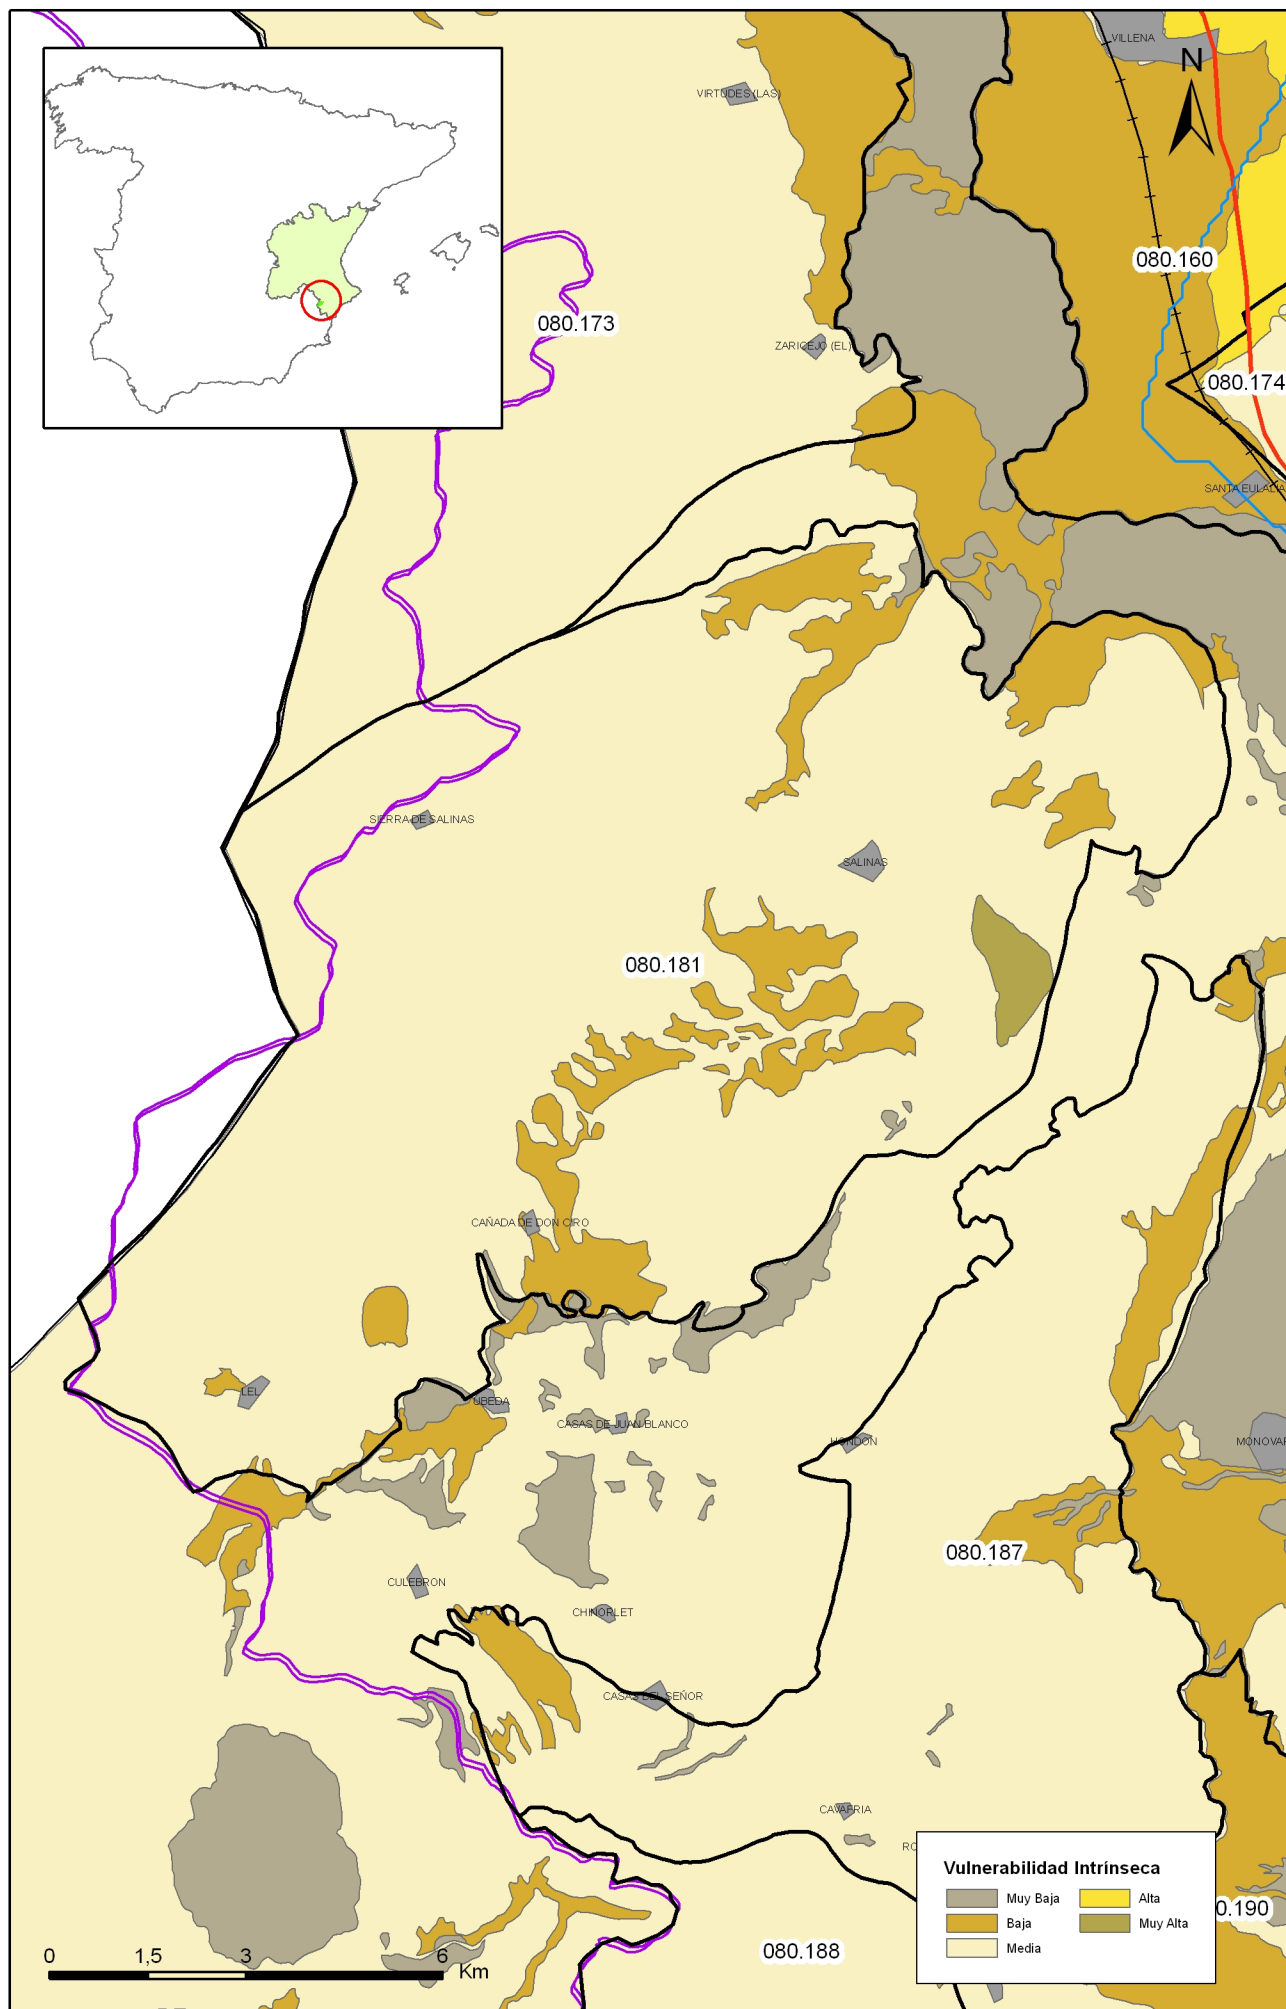 VILLENA
N
VIRTUDES (LAS)
080.160
080.173
ZARICEJO (EL)
080.174
SANTA EULALIA
SIERRA DE SALINAS
SALINAS
080.181
CAÑADA DE DON CIRO
LEL
UBEDA
CASAS DE JUAN BLANCO
HONDON
MONOVAR
080.187
CULEBRON
CHINORLET
CASAS DEL SEÑOR
CAVAFRIA
RO
Vulnerabilidad Intrínseca
Muy Baja
Alta
Baja
Muy Alta
Media
0.190
080.188
0 1,5 3 6
Km